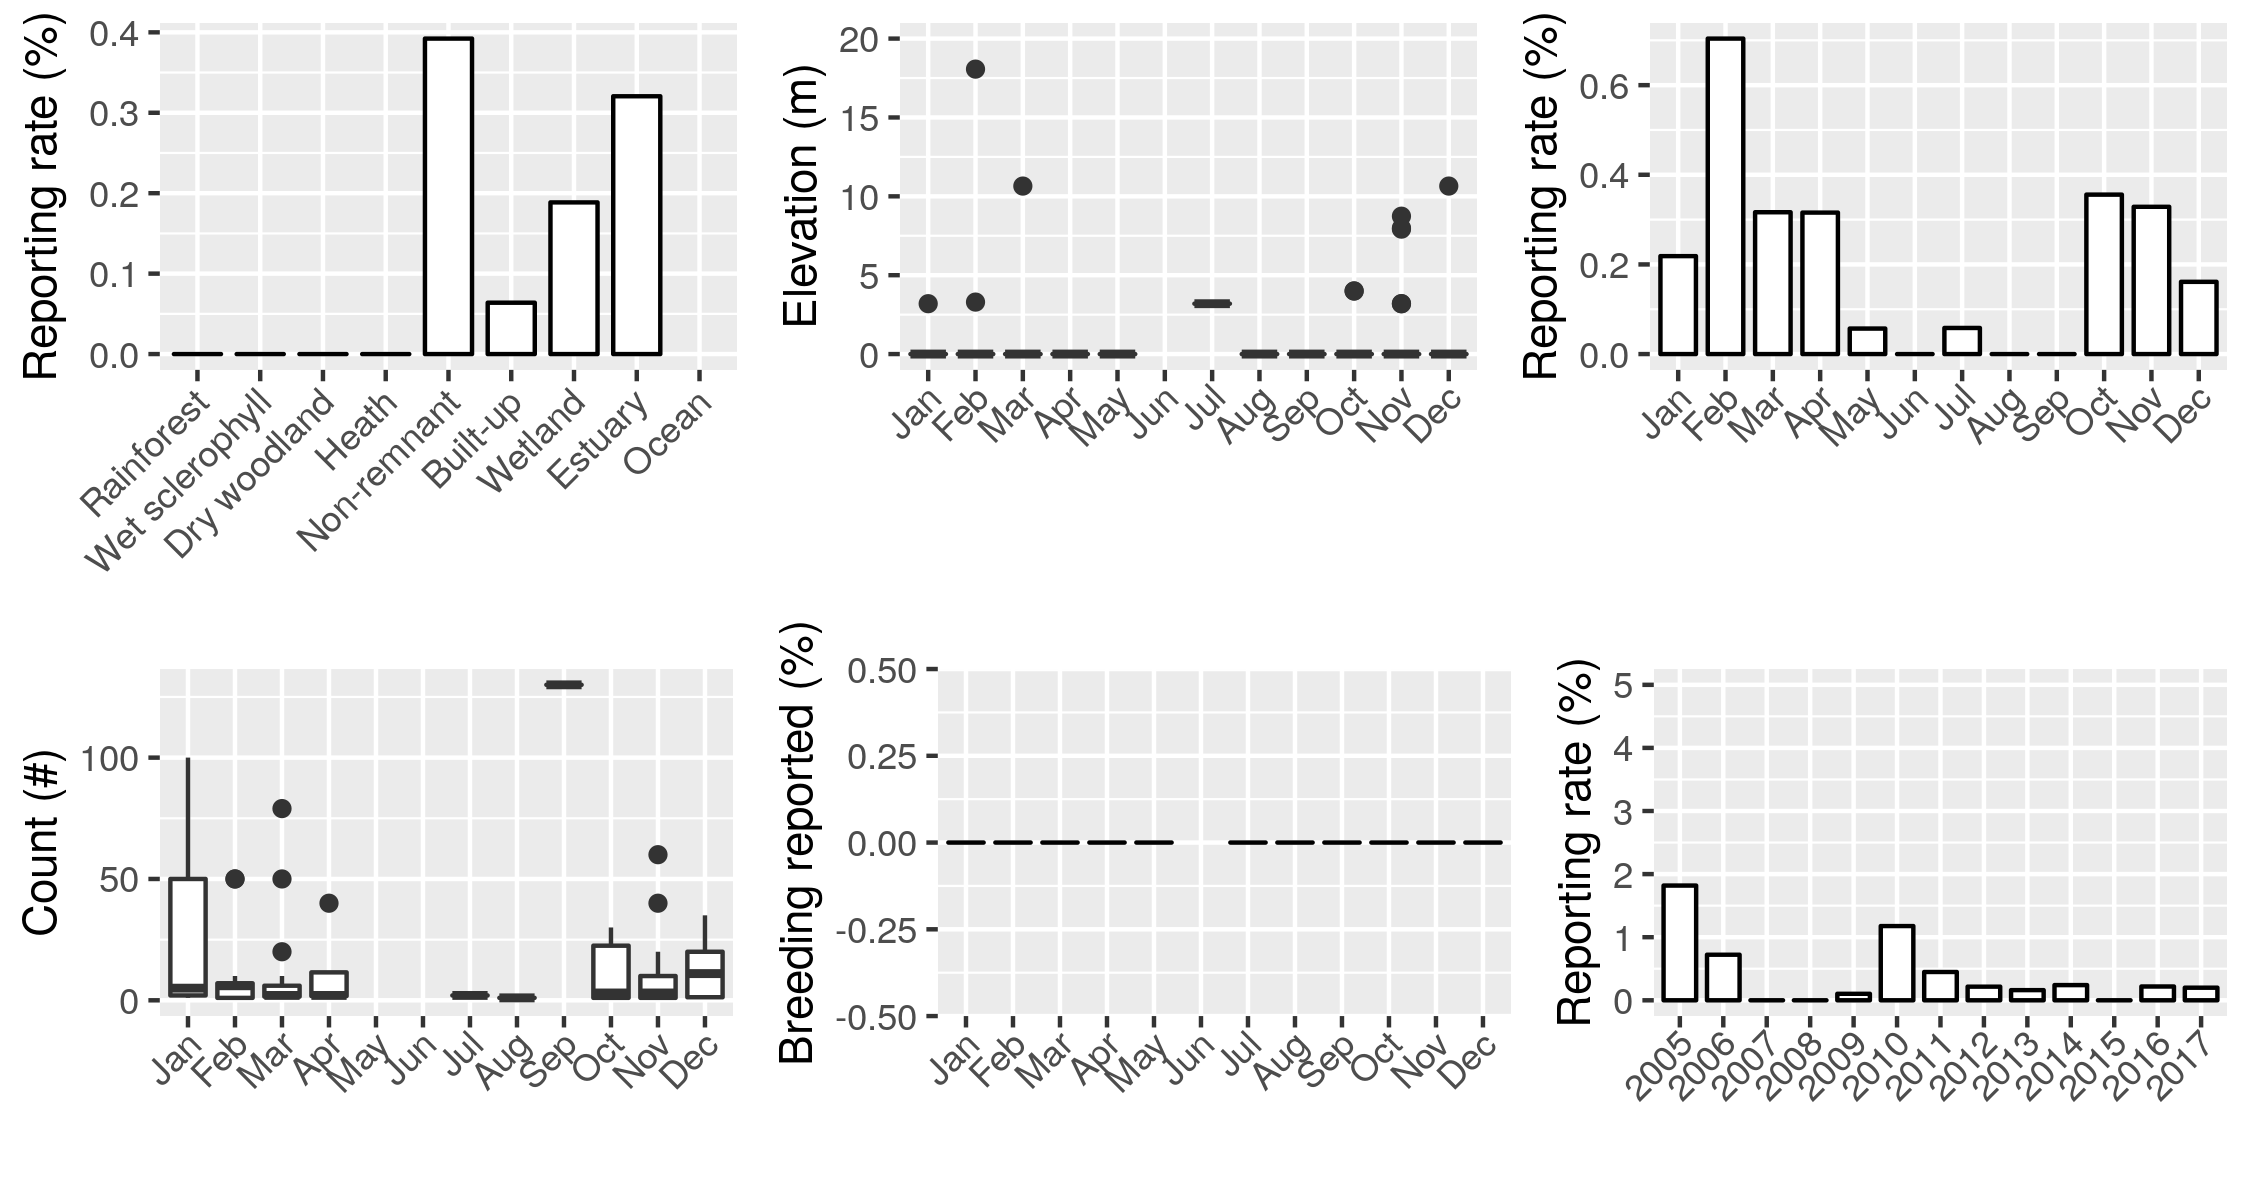 Reporting rate (%)
0.4
0.3
0.2
0.1
0.0
Rainforest
Wet sclerophyll
Dry woodland
Heath
Non-remnant
Built-up
Wetland
Estuary
Ocean
Elevation (m)
20
15
10
5
0
Jan
Feb
Mar
Apr
May
Jun
Jul
Aug
Sep
Oct
Nov
Dec
Reporting rate (%)
0.6
0.4
0.2
0.0
Jan
Feb
Mar
Apr
May
Jun
Jul
Aug
Sep
Oct
Nov
Dec
Count (#)
100
50
0
Jan
Feb
Mar
Apr
May
Jun
Jul
Aug
Sep
Oct
Nov
Dec
Breeding reported (%)
0.50
0.25
0.00
-0.25
-0.50
Jan
Feb
Mar
Apr
May
Jun
Jul
Aug
Sep
Oct
Nov
Dec
Reporting rate (%)
5
4
3
2
1
0
2005
2006
2007
2008
2009
2010
2011
2012
2013
2014
2015
2016
2017